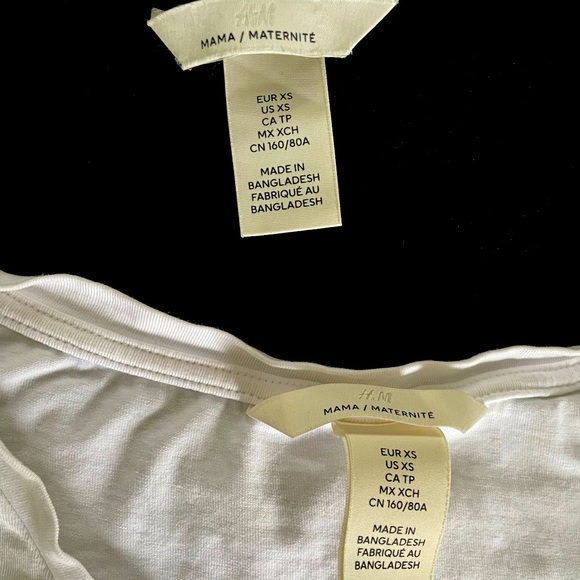 H&M
MAMA / MATERNITÉ
EUR XS
US XS
CA TP
MX XCH
CN 160/80A
MADE IN
BANGLADESH
FABRIQUÉ AU
BANGLADESH
H&M
MAMA / MATERNITÉ
EUR XS
US XS
CA TP
MX XCH
CN 160/80A
MADE IN
BANGLADESH
FABRIQUÉ AU
BANGLADESH